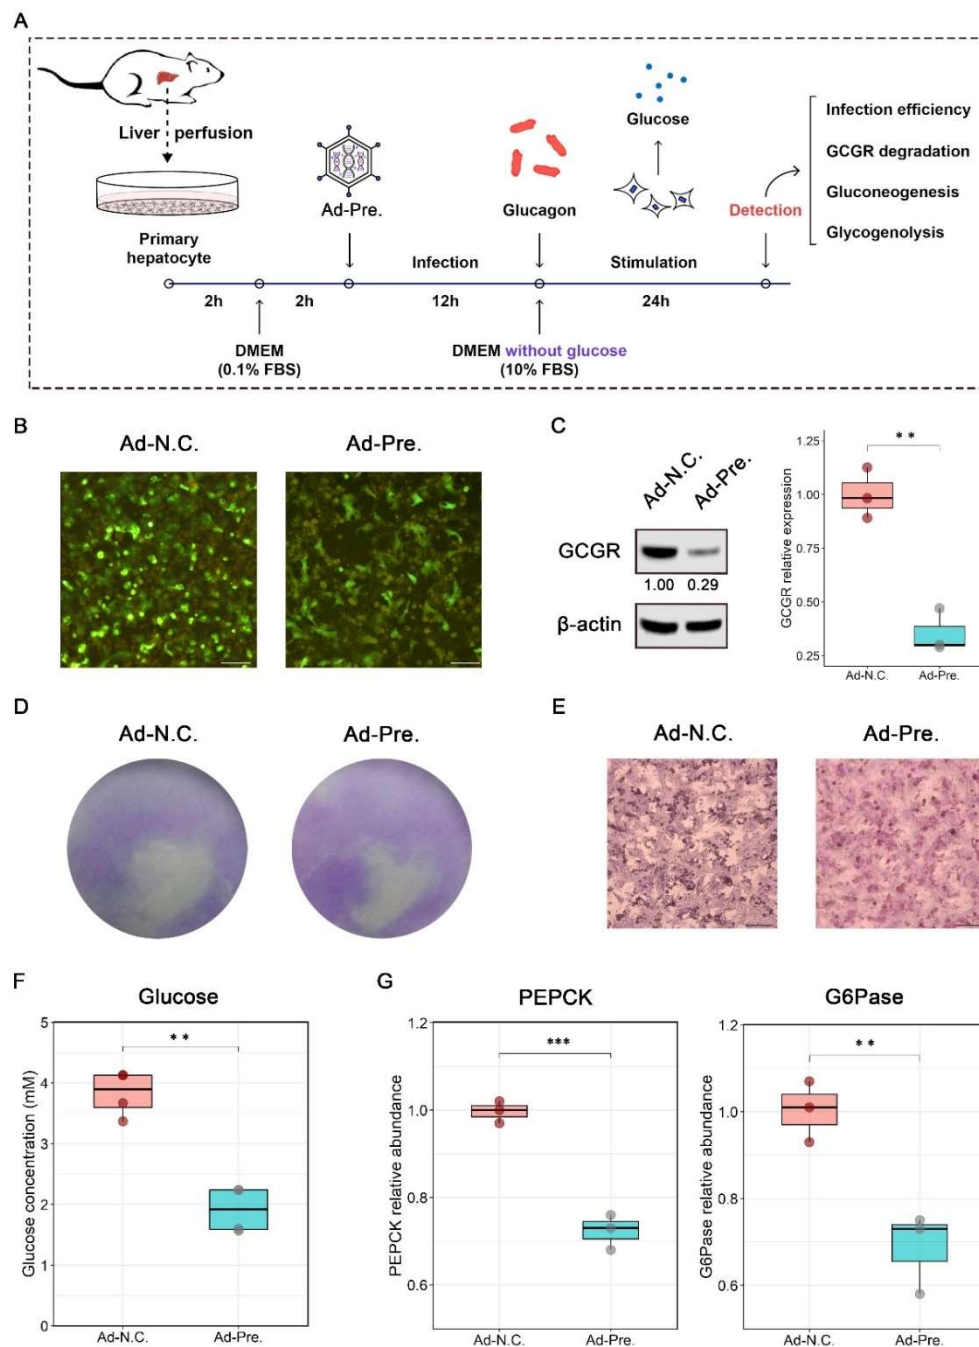 A
Liver perfusion
Primary
hepatocyte
Ad-Pre.
Glucagon
Glucose
Detection
Infection efficiency
GCGR degradation
Gluconeogenesis
Glycogenolysis
Infection
Stimulation
2h
2h
12h
24h
DMEM
(0.1% FBS)
DMEM without glucose
(10% FBS)
B
Ad-N.C.
Ad-Pre.
C
Ad-N.C.
Ad-Pre.
GCGR
1.00 0.29
β-actin
GCGR relative expression
1.25
1.00
0.75
0.50
0.25
**
Ad-N.C.
Ad-Pre.
D
Ad-N.C.
Ad-Pre.
E
Ad-N.C.
Ad-Pre.
F
Glucose
Glucose concentration (mM)
5
4
3
2
1
0
**
Ad-N.C.
Ad-Pre.
G
PEPCK
PEPCK relative abundance
1.2
1.0
0.8
0.6
***
Ad-N.C.
Ad-Pre.
G6Pase
G6Pase relative abundance
1.2
1.0
0.8
0.6
**
Ad-N.C.
Ad-Pre.